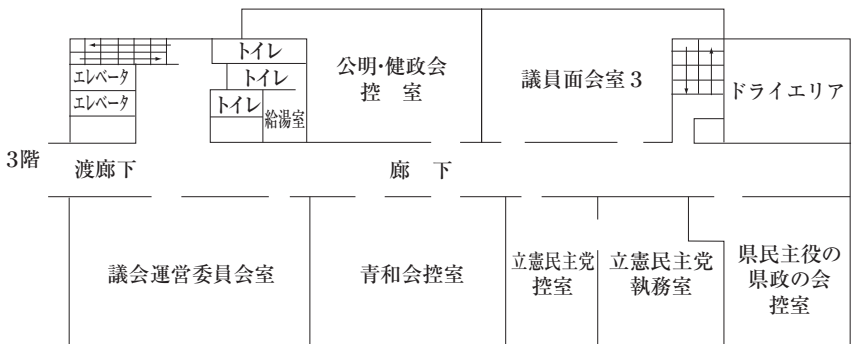 トイレ
エレベータ
トイレ
エレベータ
トイレ
給湯室
公明・健政会
控　室
議員面会室３
ドライエリア
3階
渡廊下
廊　下
議会運営委員会室
青和会控室
立憲民主党
控室
立憲民主党
執務室
県民主役の
県政の会
控室